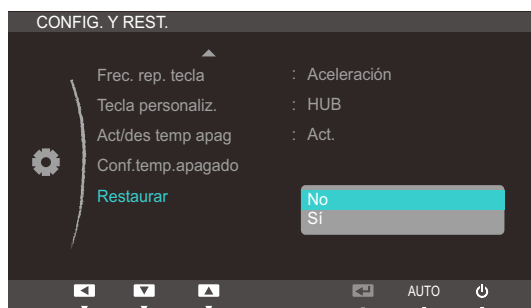 CONFIG. Y REST.
Frec. rep. tecla : Aceleración
Tecla personaliz. : HUB
Act/des temp apag : Act.
Conf.temp.apagado
Restaurar No
Sí
AUTO